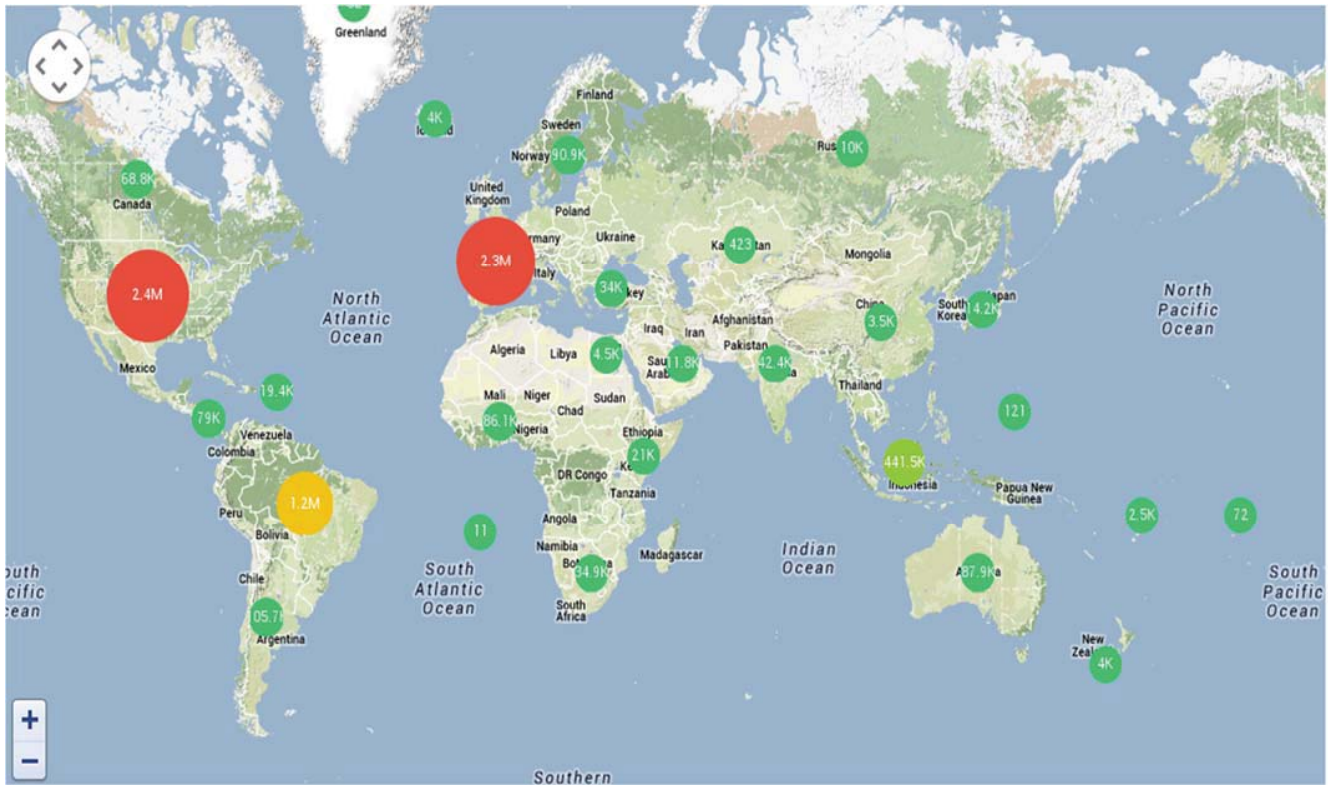 Greenland
4K
Finland
Sweden
Norway
90.9K
10K
68.8K
Canada
United
Kingdom
Poland
Ukraine
2.3M
Italy
423
Mongolia
2.4M
North
Atlantic
Ocean
34K
North
Pacific
Ocean
South
Korea
14.2K
3.5K
Afghanistan
Iraq
Iran
Pakistan
Algeria
Libya
4.5K
1.8K
42.4K
Mexico
Thailand
19.4K
79K
Mali
Niger
Chad
Sudan
121
86.1K
Nigeria
Ethiopia
Venezuela
Colombia
21K
441.5K
DR Congo
Indonesia
Papua New
Guinea
Tanzania
1.2M
Peru
Bolivia
Angola
11
2.5K
72
Namibia
Madagascar
Indian
Ocean
South
Atlantic
Ocean
Chile
34.9K
87.9K
South
Pacific
Ocean
South
Africa
05.7
Argentina
New
4K
Southern
+
−